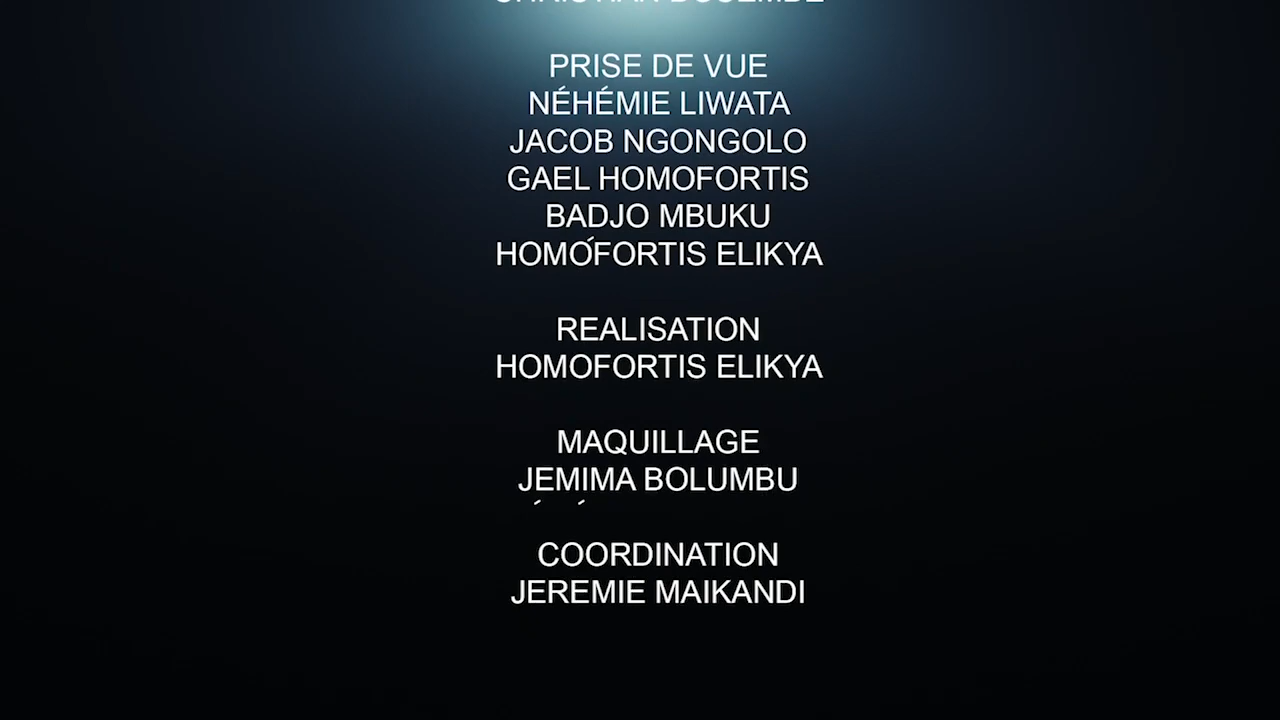 PRISE DE VUE
NÉHÉMIE LIWATA
JACOB NGONGOLO
GAEL HOMOFORTIS
BADJO MBUKU
HOMOFORTIS ELIKYA
REALISATION
HOMOFORTIS ELIKYA
MAQUILLAGE
JEMIMA BOLUMBU
COORDINATION
JEREMIE MAIKANDI